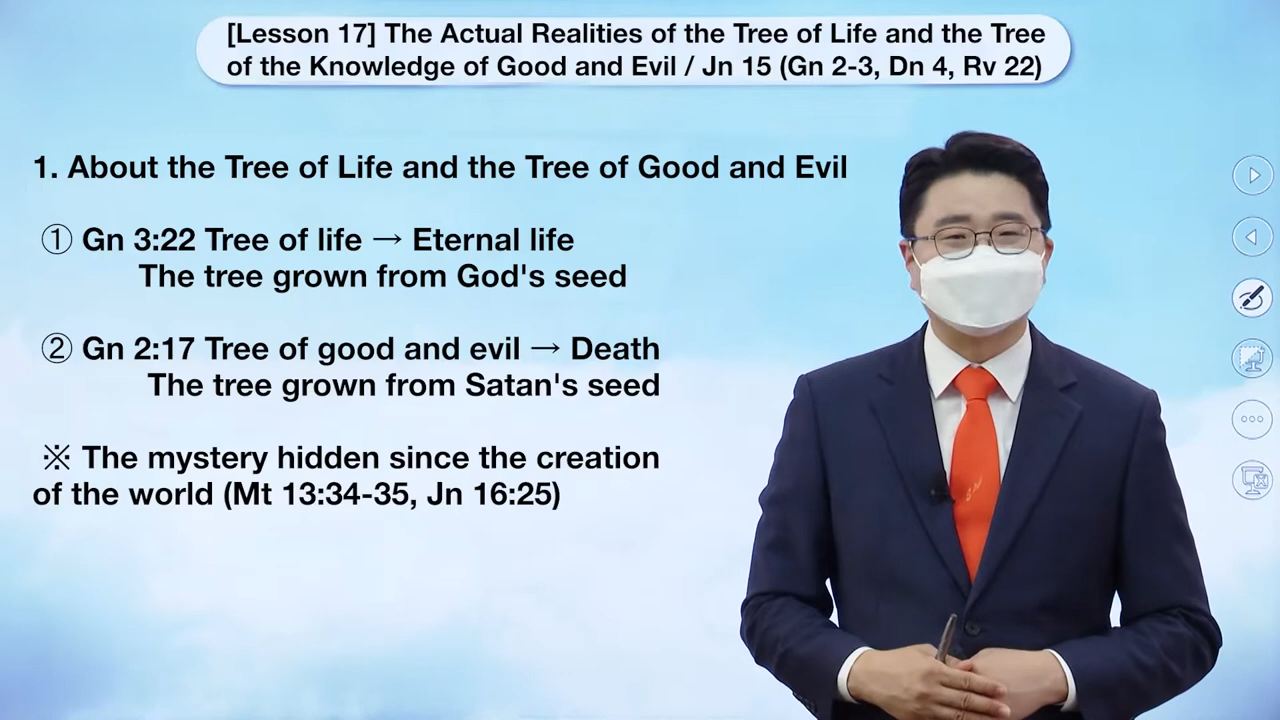 [Lesson 17] The Actual Realities of the Tree of Life and the Tree
of the Knowledge of Good and Evil / Jn 15 (Gn 2-3, Dn 4, Rv 22)
1. About the Tree of Life and the Tree of Good and Evil
① Gn 3:22 Tree of life → Eternal life
The tree grown from God's seed
② Gn 2:17 Tree of good and evil → Death
The tree grown from Satan's seed
※ The mystery hidden since the creation
of the world (Mt 13:34-35, Jn 16:25)